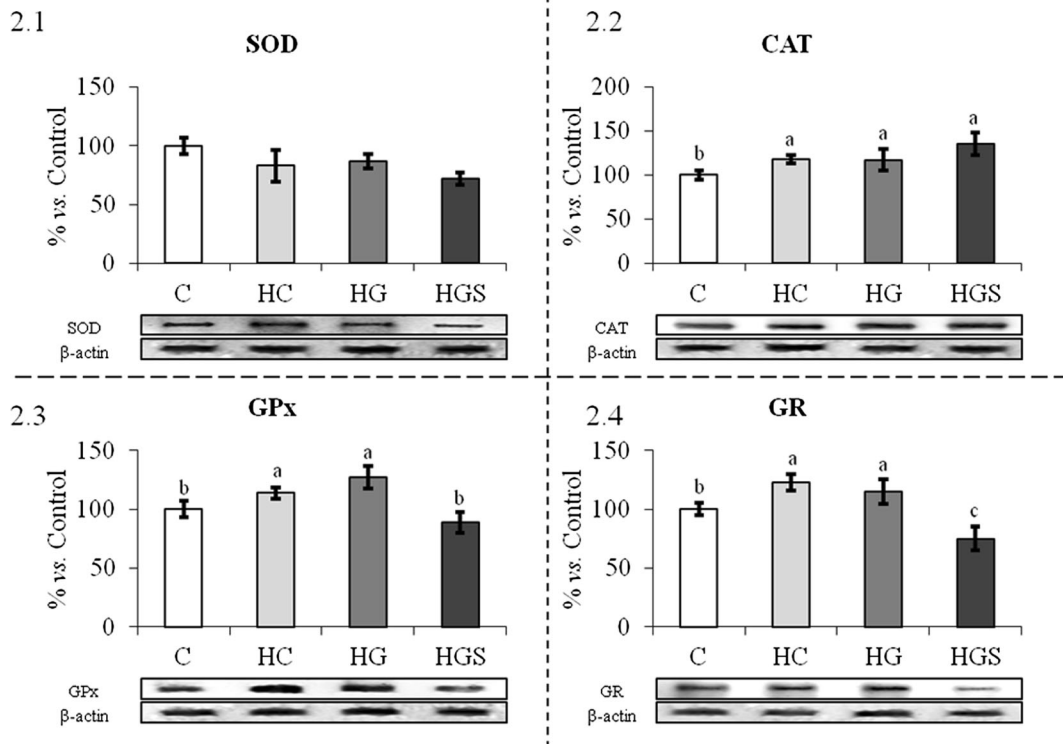 2.1
SOD
% vs. Control
150
100
50
0
C HC HG HGS
SOD
β-actin
2.2
CAT
% vs. Control
200
150
100
50
0
b a a a
C HC HG HGS
CAT
β-actin
2.3
GPx
% vs. Control
150
100
50
0
b a a b
C HC HG HGS
GPx
β-actin
2.4
GR
% vs. Control
150
100
50
0
b a a c
C HC HG HGS
GR
β-actin